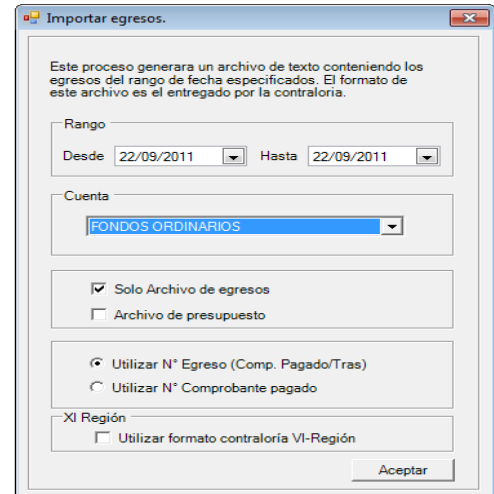 Importar egresos.
Este proceso generara un archivo de texto conteniendo los
egresos del rango de fecha especificados. El formato de
este archivo es el entregado por la contraloria.
Rango
Desde 22/09/2011 Hasta 22/09/2011
Cuenta
FONDOS ORDINARIOS
Solo Archivo de egresos
Archivo de presupuesto
Utilizar N° Egreso (Comp. Pagado/Tras)
Utilizar N° Comprobante pagado
XI Región
Utilizar formato contraloría VI-Región
Aceptar